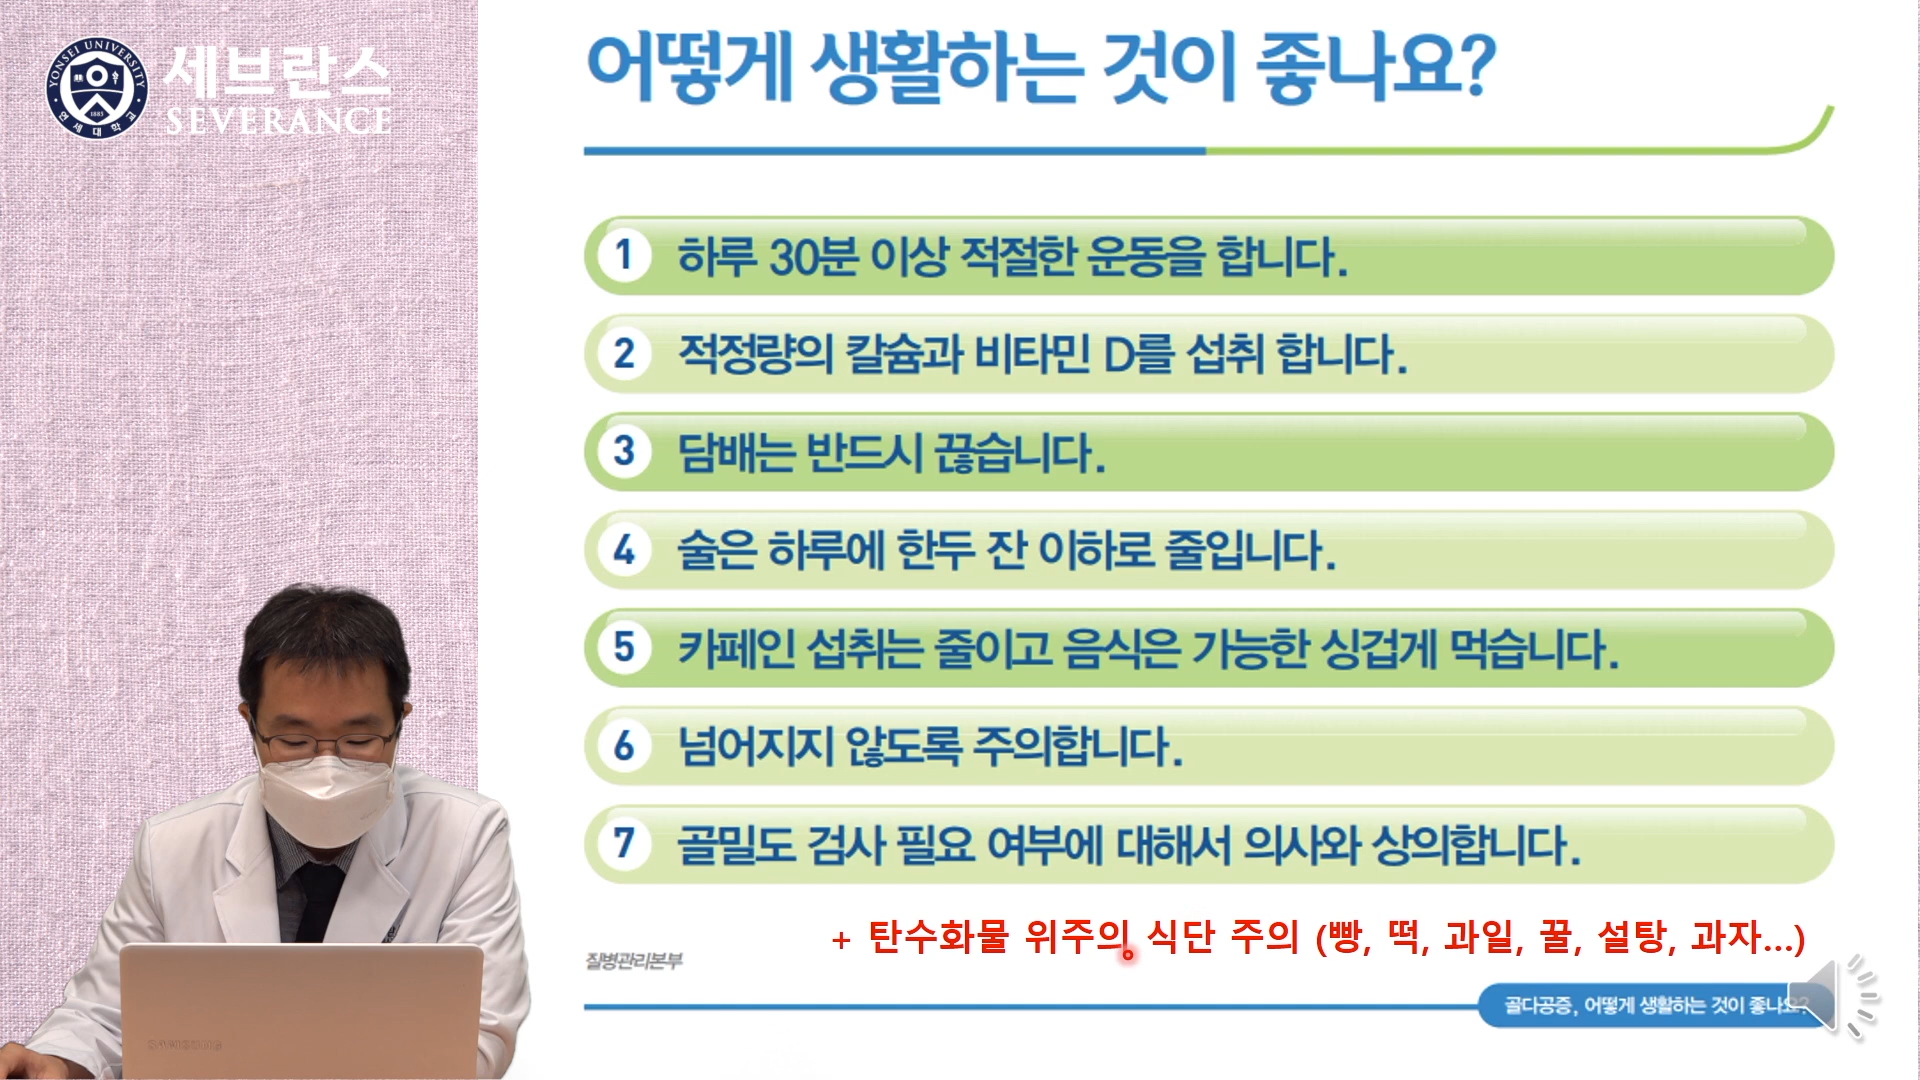 YONSEI UNIVERSITY
1885
연세대학교
세브란스
SEVERANCE
어떻게 생활하는 것이 좋나요?
1 하루 30분 이상 적절한 운동을 합니다.
2 적정량의 칼슘과 비타민 D를 섭취 합니다.
3 담배는 반드시 끊습니다.
4 술은 하루에 한두 잔 이하로 줄입니다.
5 카페인 섭취는 줄이고 음식은 가능한 싱겁게 먹습니다.
6 넘어지지 않도록 주의합니다.
7 골밀도 검사 필요 여부에 대해서 의사와 상의합니다.
+ 탄수화물 위주의 식단 주의 (빵, 떡, 과일, 꿀, 설탕, 과자...)
질병관리본부
골다공증, 어떻게 생활하는 것이 좋나요?
SAMSUNG